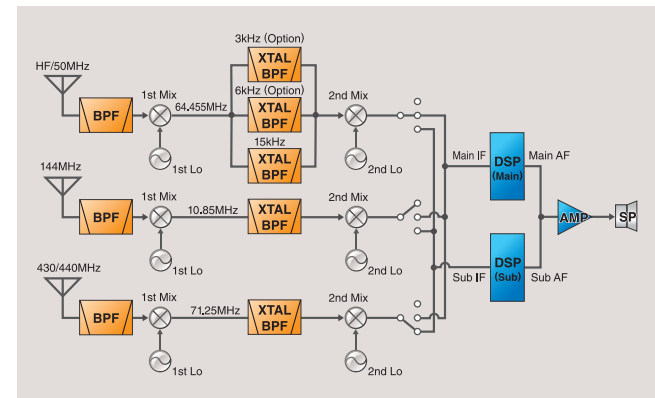 3kHz (Option)
XTAL
BPF
HF/50MHz
BPF
1st Mix
64.455MHz
1st Lo
6kHz (Option)
XTAL
BPF
15kHz
XTAL
BPF
2nd Mix
2nd Lo
144MHz
BPF
1st Mix
10.85MHz
1st Lo
XTAL
BPF
2nd Mix
2nd Lo
430/440MHz
BPF
1st Mix
71.25MHz
1st Lo
XTAL
BPF
2nd Mix
2nd Lo
Main IF
DSP
(Main)
Main AF
Sub IF
DSP
(Sub)
Sub AF
AMP
SP